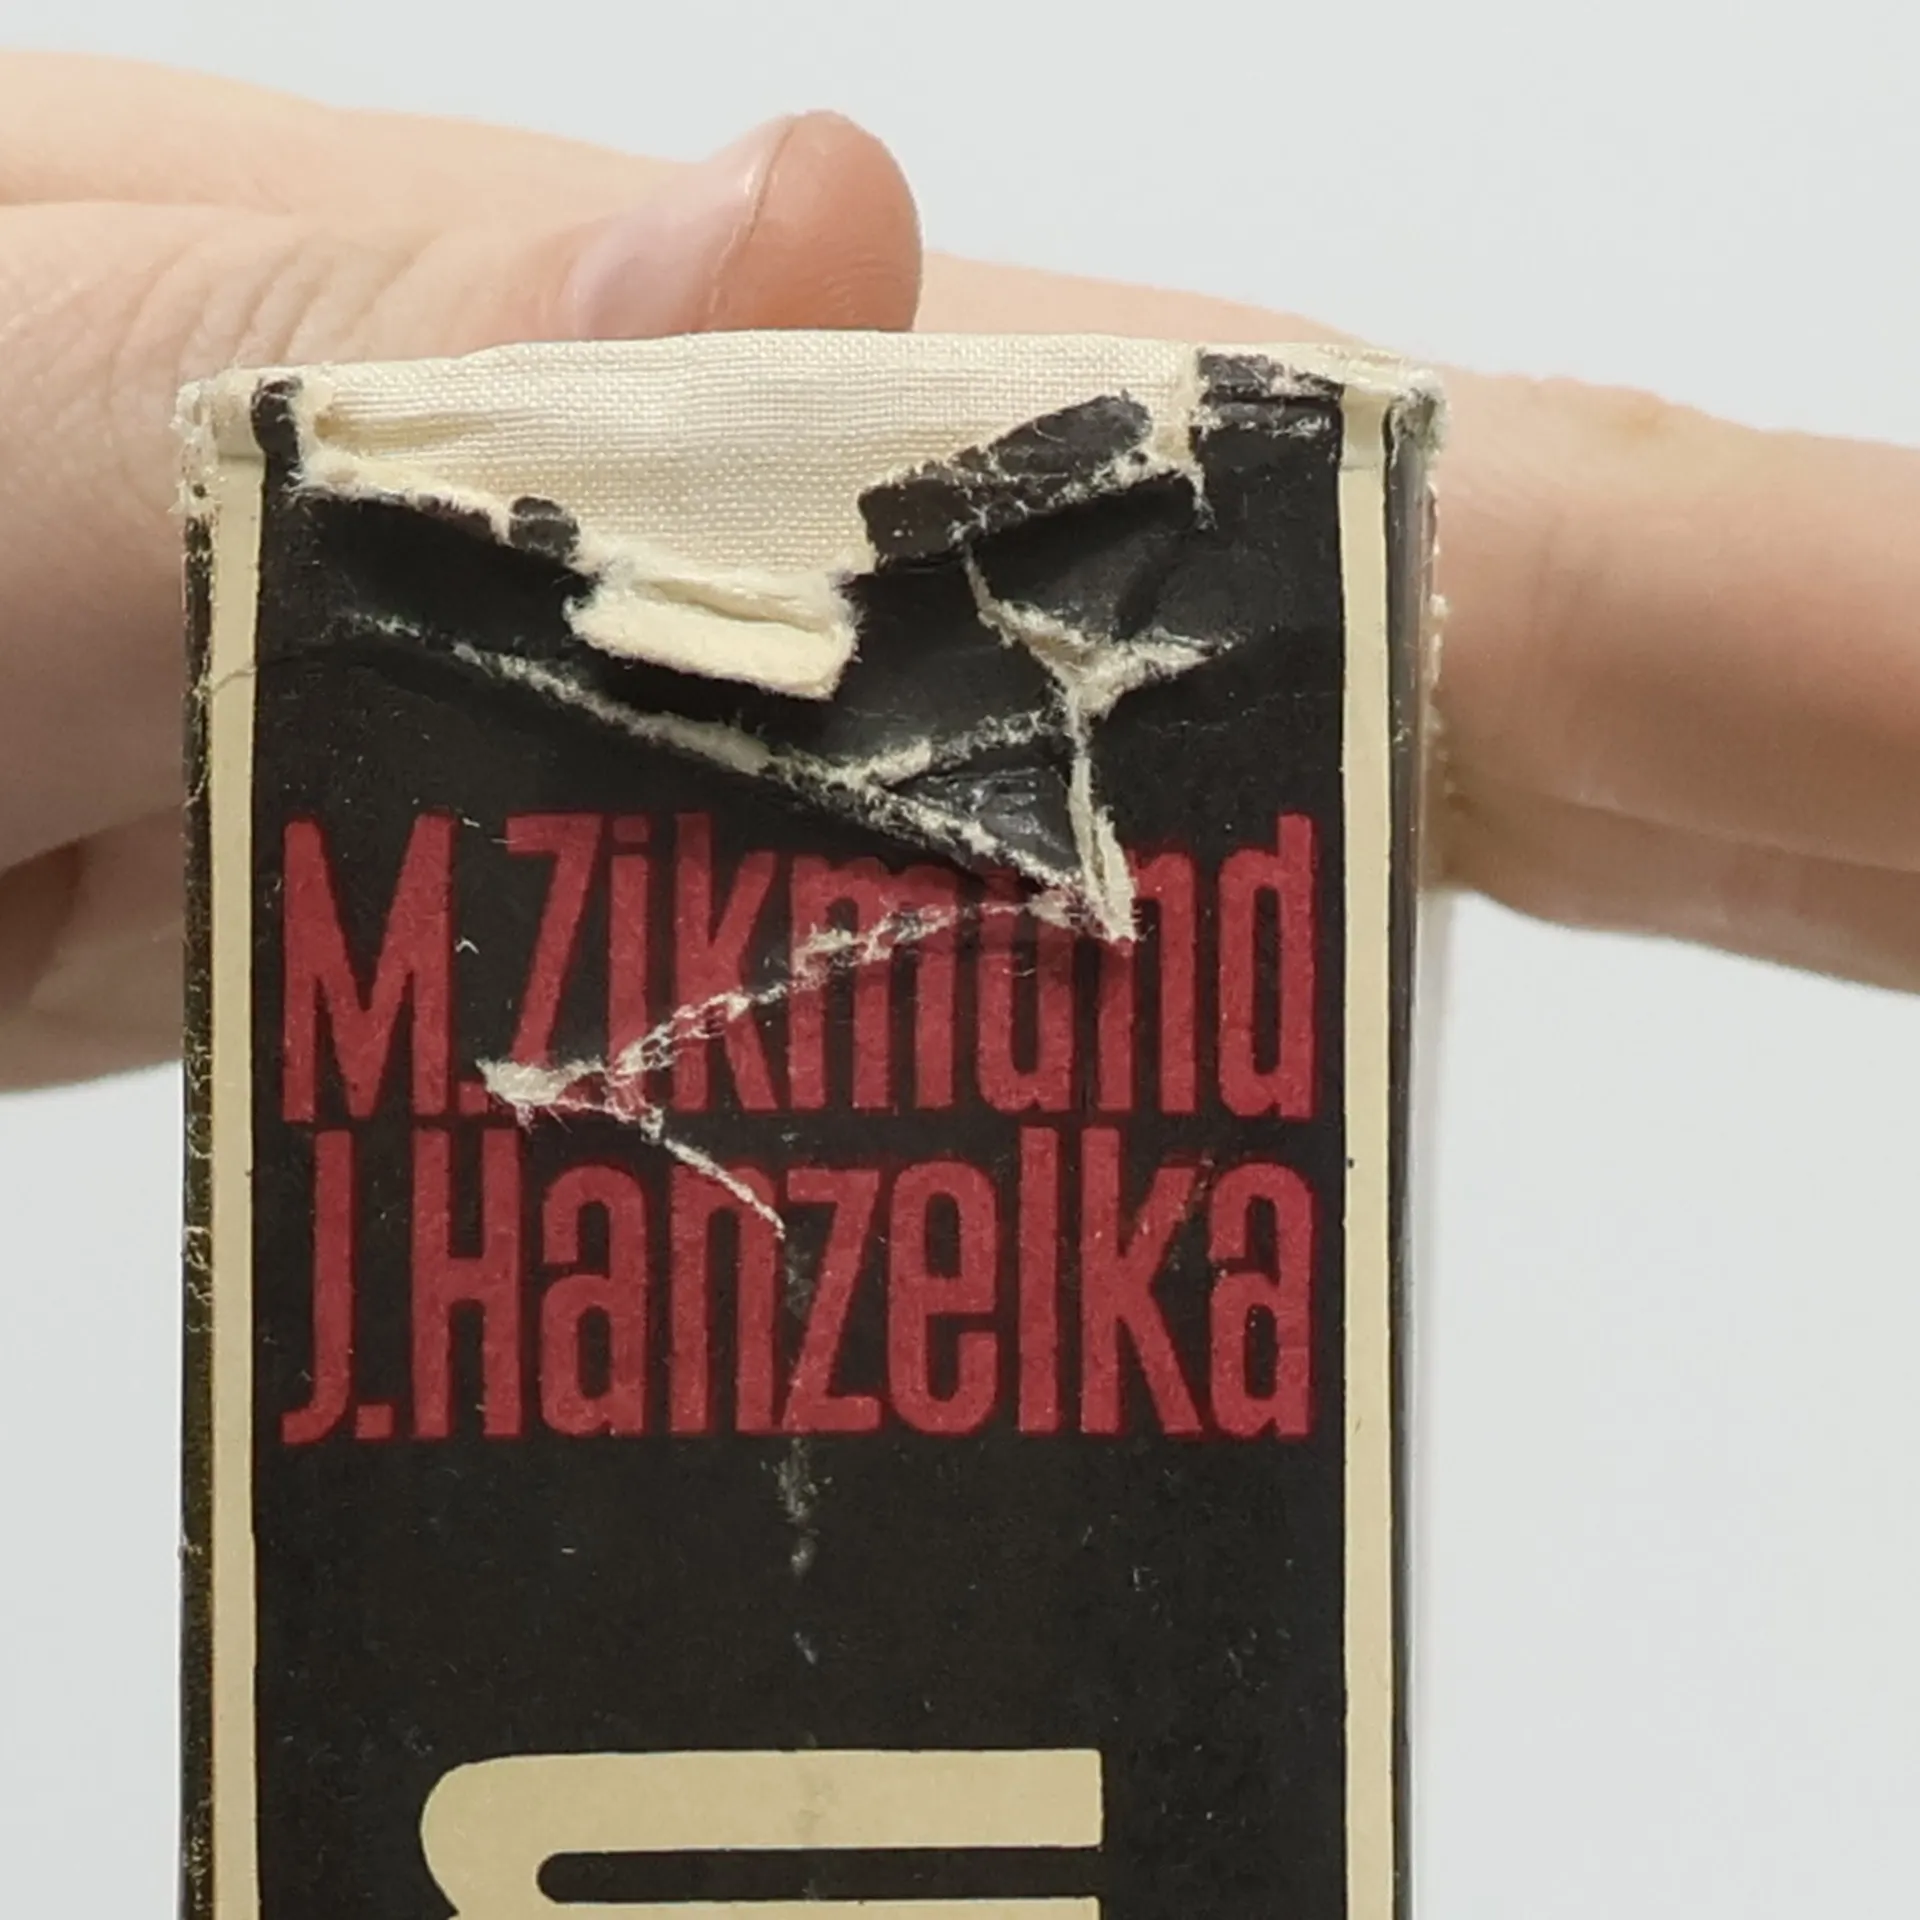 M. Zikmund
J. Hanzelka